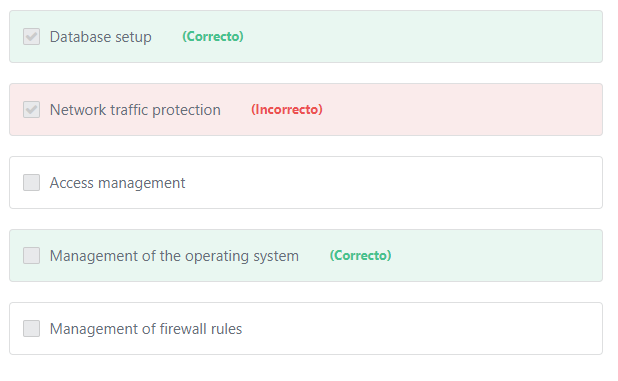 Database setup (Correcto)
Network traffic protection (Incorrecto)
Access management
Management of the operating system (Correcto)
Management of firewall rules